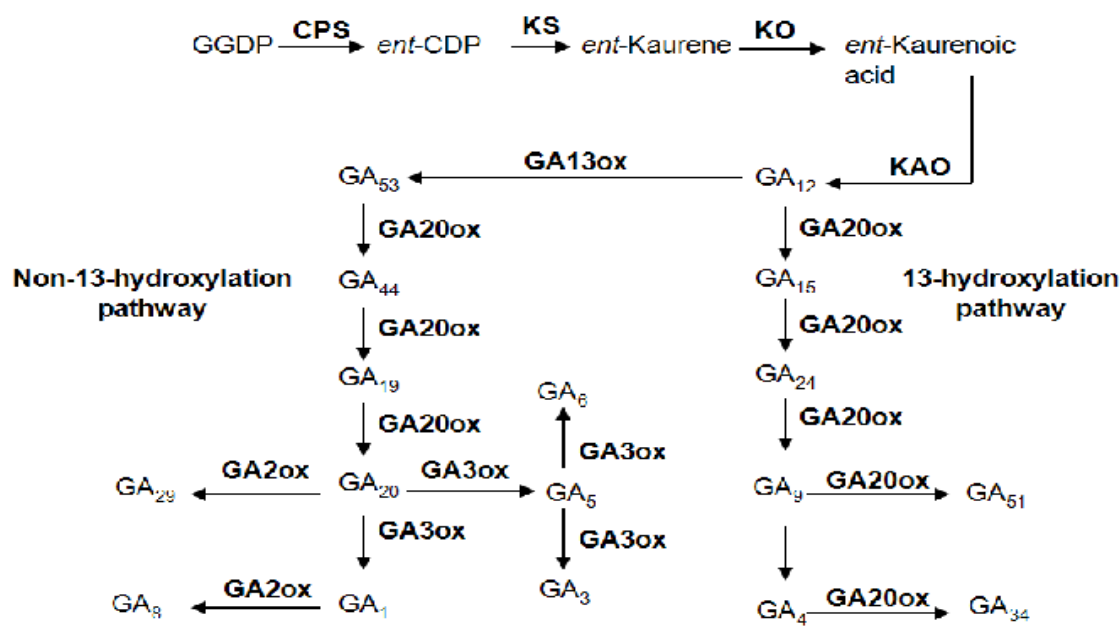 GGDP CPS ent-CDP KS ent-Kaurene KO ent-Kaurenoic
acid
GA53 GA13ox GA12 KAO
GA20ox GA20ox
Non-13-hydroxylation
pathway
GA44 GA15
13-hydroxylation
pathway
GA20ox GA20ox
GA19 GA24
GA6
GA20ox GA20ox
GA3ox
GA29 GA2ox GA20 GA3ox GA5 GA9 GA20ox GA51
GA3ox GA3ox
GA8 GA2ox GA1 GA3 GA4 GA20ox GA34